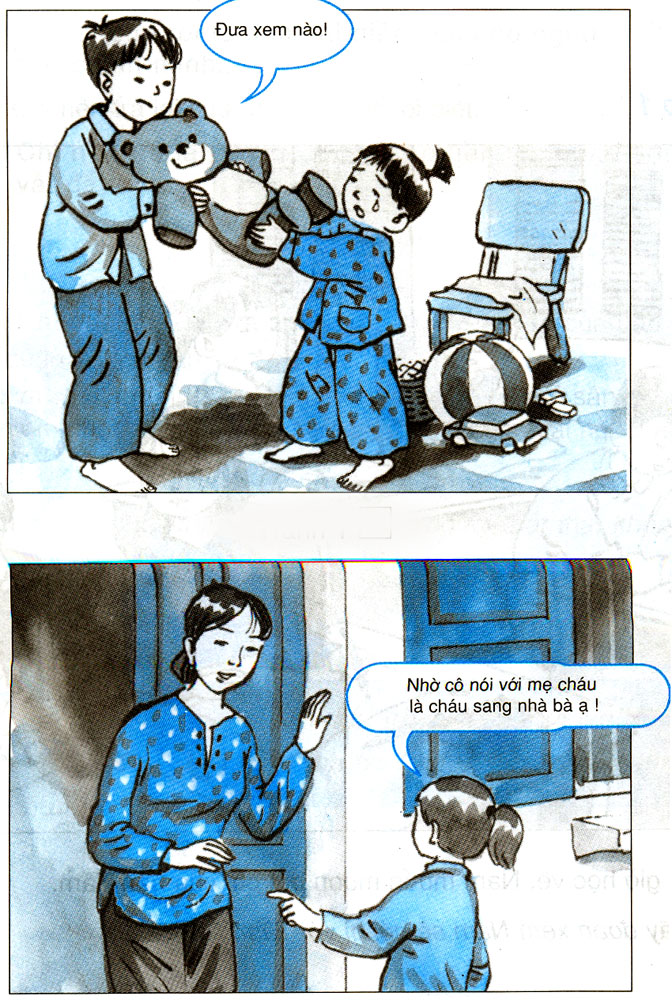 Đưa xem nào!
Nhờ cô nói với mẹ cháu
là cháu sang nhà bà ạ !